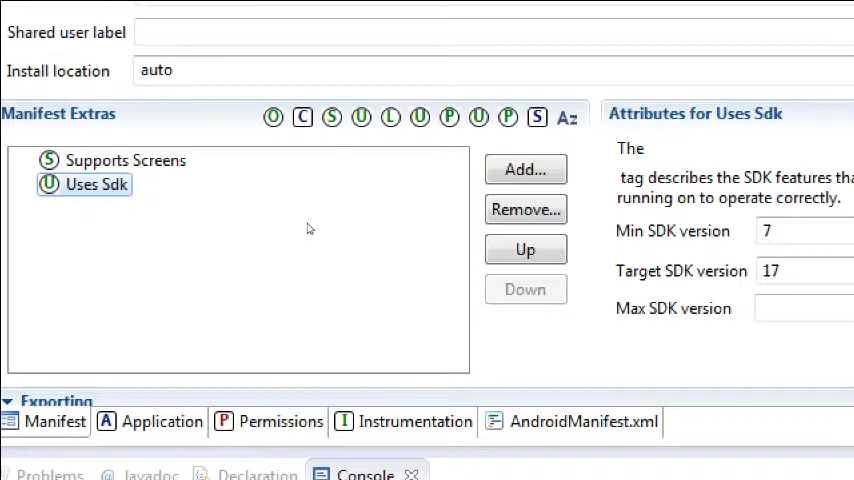 Shared user label
Install location auto
Manifest Extras O C S U L U P U P S Az
S Supports Screens
U Uses Sdk
Add...
Remove...
Up
Down
Attributes for Uses Sdk
The
tag describes the SDK features tha
running on to operate correctly.
Min SDK version 7
Target SDK version 17
Max SDK version
Exporting
Manifest A Application P Permissions I Instrumentation AndroidManifest.xml
Problems @ Javadoc Declaration Console